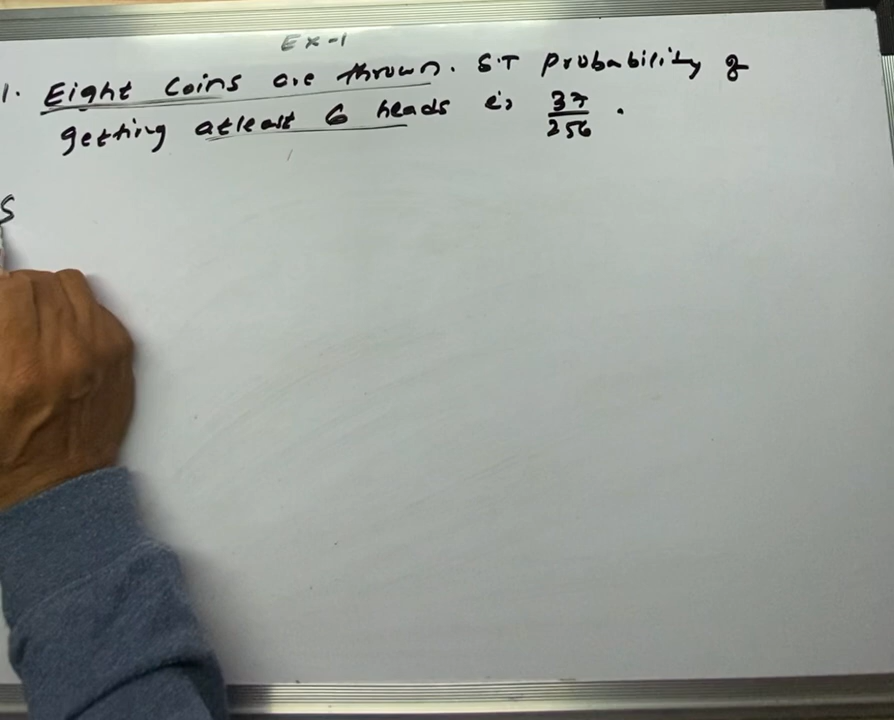 Ex-1
1. Eight Coins are thrown. S.T probability of
getting atleast 6 heads is 37/256.
S